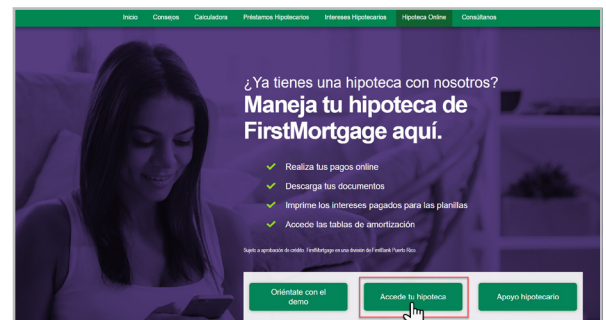 Inicio Consejos Calculadora Préstamos Hipotecarios Intereses Hipotecarios Hipoteca Online Consúltanos
¿Ya tienes una hipoteca con nosotros?
Maneja tu hipoteca de
FirstMortgage aquí.
Realiza tus pagos online
Descarga tus documentos
Imprime los intereses pagados para las planillas
Accede las tablas de amortización
Sujeto a aprobación de crédito. FirstMortgage es una división de FirstBank Puerto Rico.
Oriéntate con el
demo
Accede tu hipoteca
Apoyo hipotecario